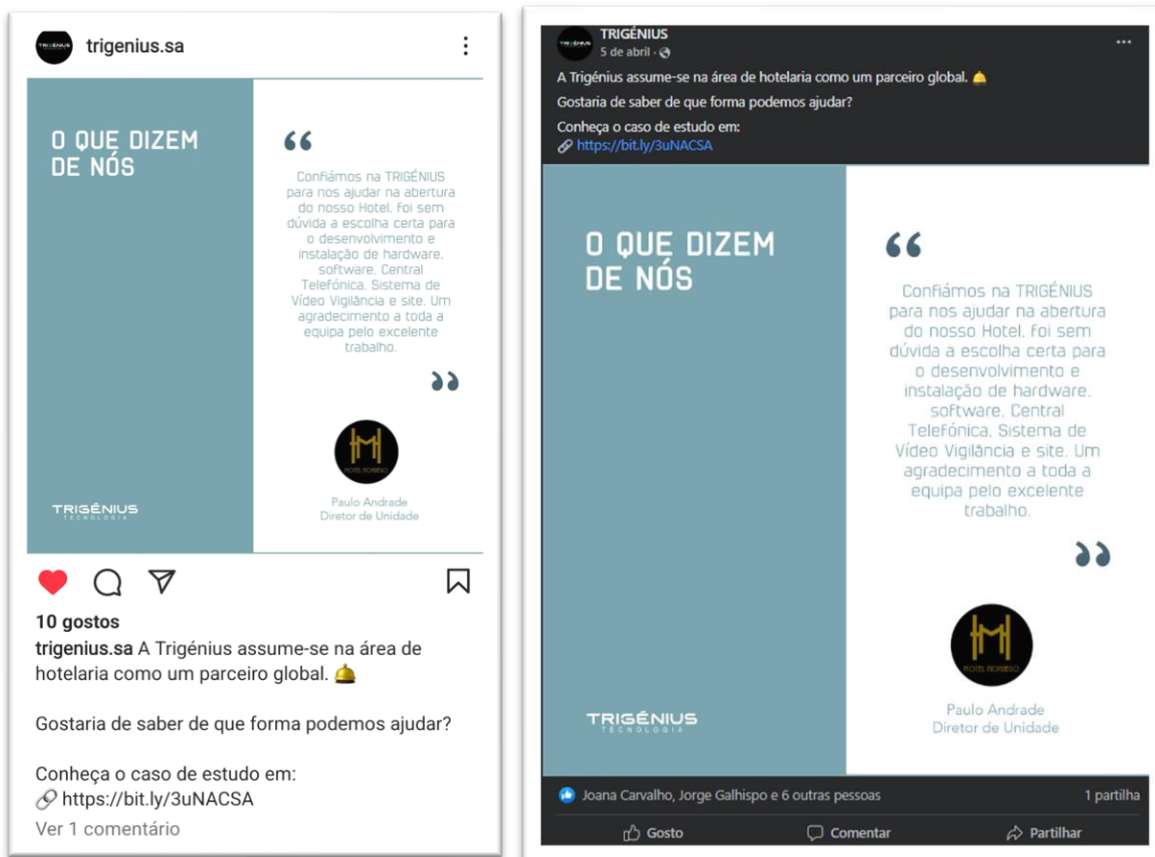 trigenius.sa
O QUE DIZEM
DE NÓS
Confiámos na TRIGÉNIUS
para nos ajudar na abertura
do nosso Hotel, foi sem
dúvida a escolha certa para
o desenvolvimento e
instalação de hardware,
software, Central
Telefónica, Sistema de
Vídeo Vigilância e site. Um
agradecimento a toda a
equipa pelo excelente
trabalho.
Paulo Andrade
Diretor de Unidade
TRIGÉNIUS
TECNOLOGIA
10 gostos
trigenius.sa A Trigénius assume-se na área de
hotelaria como um parceiro global.
Gostaria de saber de que forma podemos ajudar?
Conheça o caso de estudo em:
https://bit.ly/3uNACSA
Ver 1 comentário
TRIGÉNIUS
5 de abril ·
A Trigénius assume-se na área de hotelaria como um parceiro global.
Gostaria de saber de que forma podemos ajudar?
Conheça o caso de estudo em:
https://bit.ly/3uNACSA
O QUE DIZEM
DE NÓS
Confiámos na TRIGÉNIUS
para nos ajudar na abertura
do nosso Hotel, foi sem
dúvida a escolha certa para
o desenvolvimento e
instalação de hardware,
software, Central
Telefónica, Sistema de
Vídeo Vigilância e site. Um
agradecimento a toda a
equipa pelo excelente
trabalho.
Paulo Andrade
Diretor de Unidade
TRIGÉNIUS
TECNOLOGIA
Joana Carvalho, Jorge Galhispo e 6 outras pessoas
1 partilha
Gosto
Comentar
Partilhar